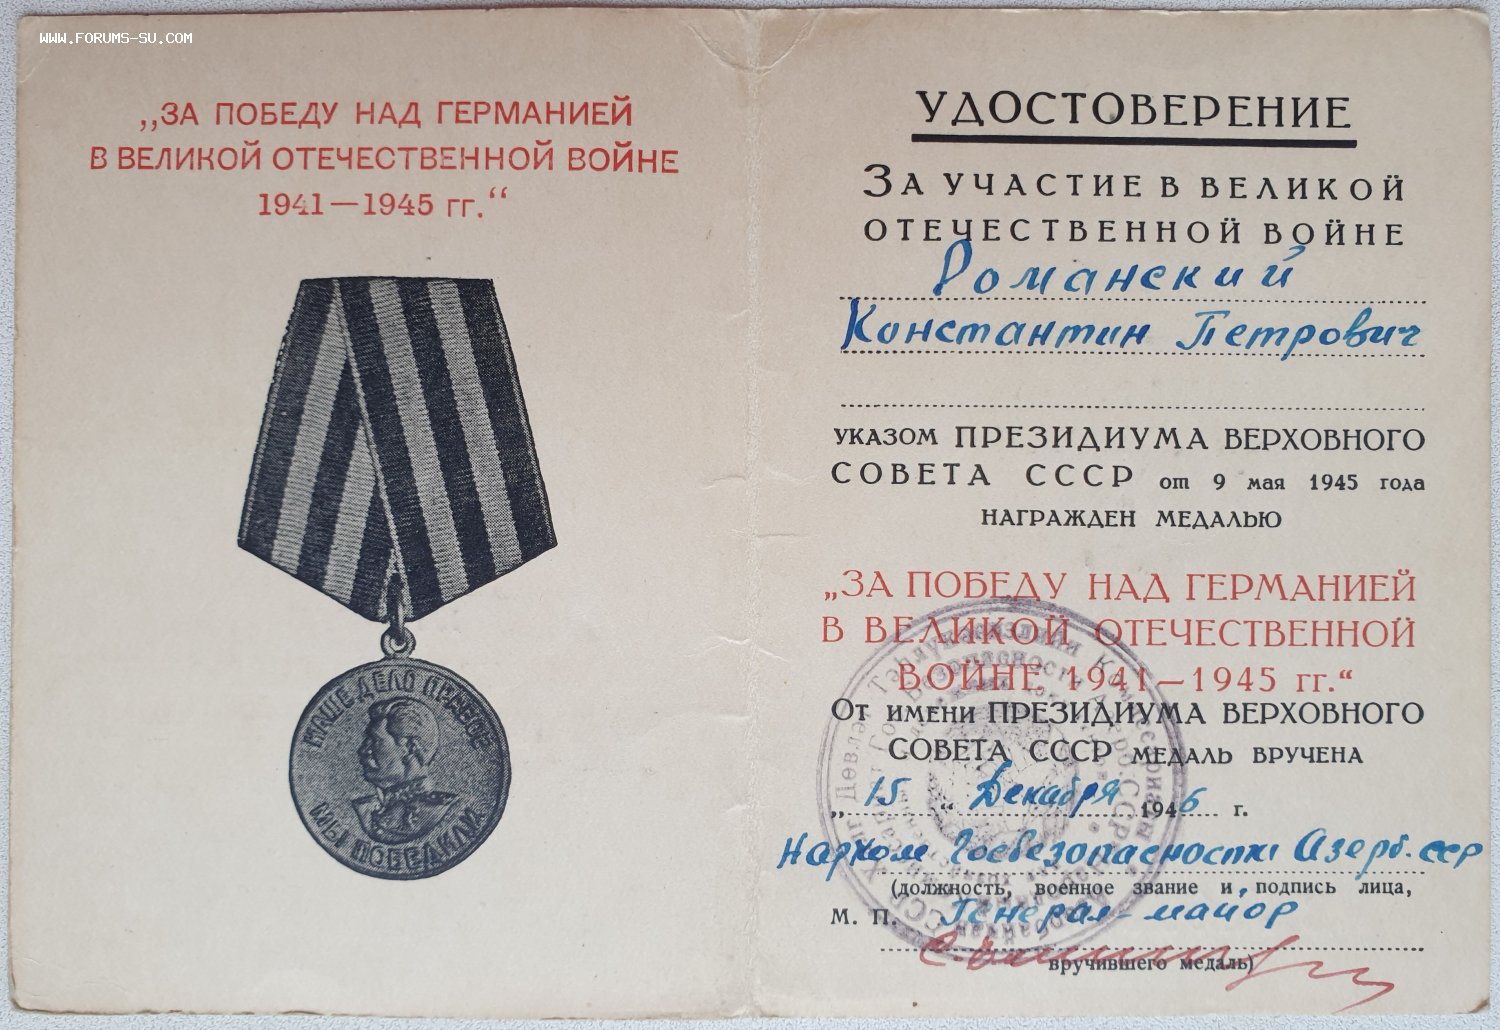 WWW.FORUMS-SU.COM
„ЗА ПОБЕДУ НАД ГЕРМАНИЕЙ
В ВЕЛИКОЙ ОТЕЧЕСТВЕННОЙ ВОЙНЕ
1941—1945 гг.“
НАШЕ ДЕЛО ПРАВОЕ
МЫ ПОБЕДИЛИ
УДОСТОВЕРЕНИЕ
ЗА УЧАСТИЕ В ВЕЛИКОЙ
ОТЕЧЕСТВЕННОЙ ВОЙНЕ
Романский
Константин Петрович
УКАЗОМ ПРЕЗИДИУМА ВЕРХОВНОГО
СОВЕТА СССР от 9 мая 1945 года
НАГРАЖДЕН МЕДАЛЬЮ
„ЗА ПОБЕДУ НАД ГЕРМАНИЕЙ
В ВЕЛИКОЙ ОТЕЧЕСТВЕННОЙ
ВОЙНЕ 1941—1945 гг.“
ОТ ИМЕНИ ПРЕЗИДИУМА ВЕРХОВНОГО
СОВЕТА СССР МЕДАЛЬ ВРУЧЕНА
„15“ Декабря 1946 г.
Нарком Госбезопасности Азерб.сср
(должность, военное звание и подпись лица,
М. П. Генерал-майор
вручившего медаль)